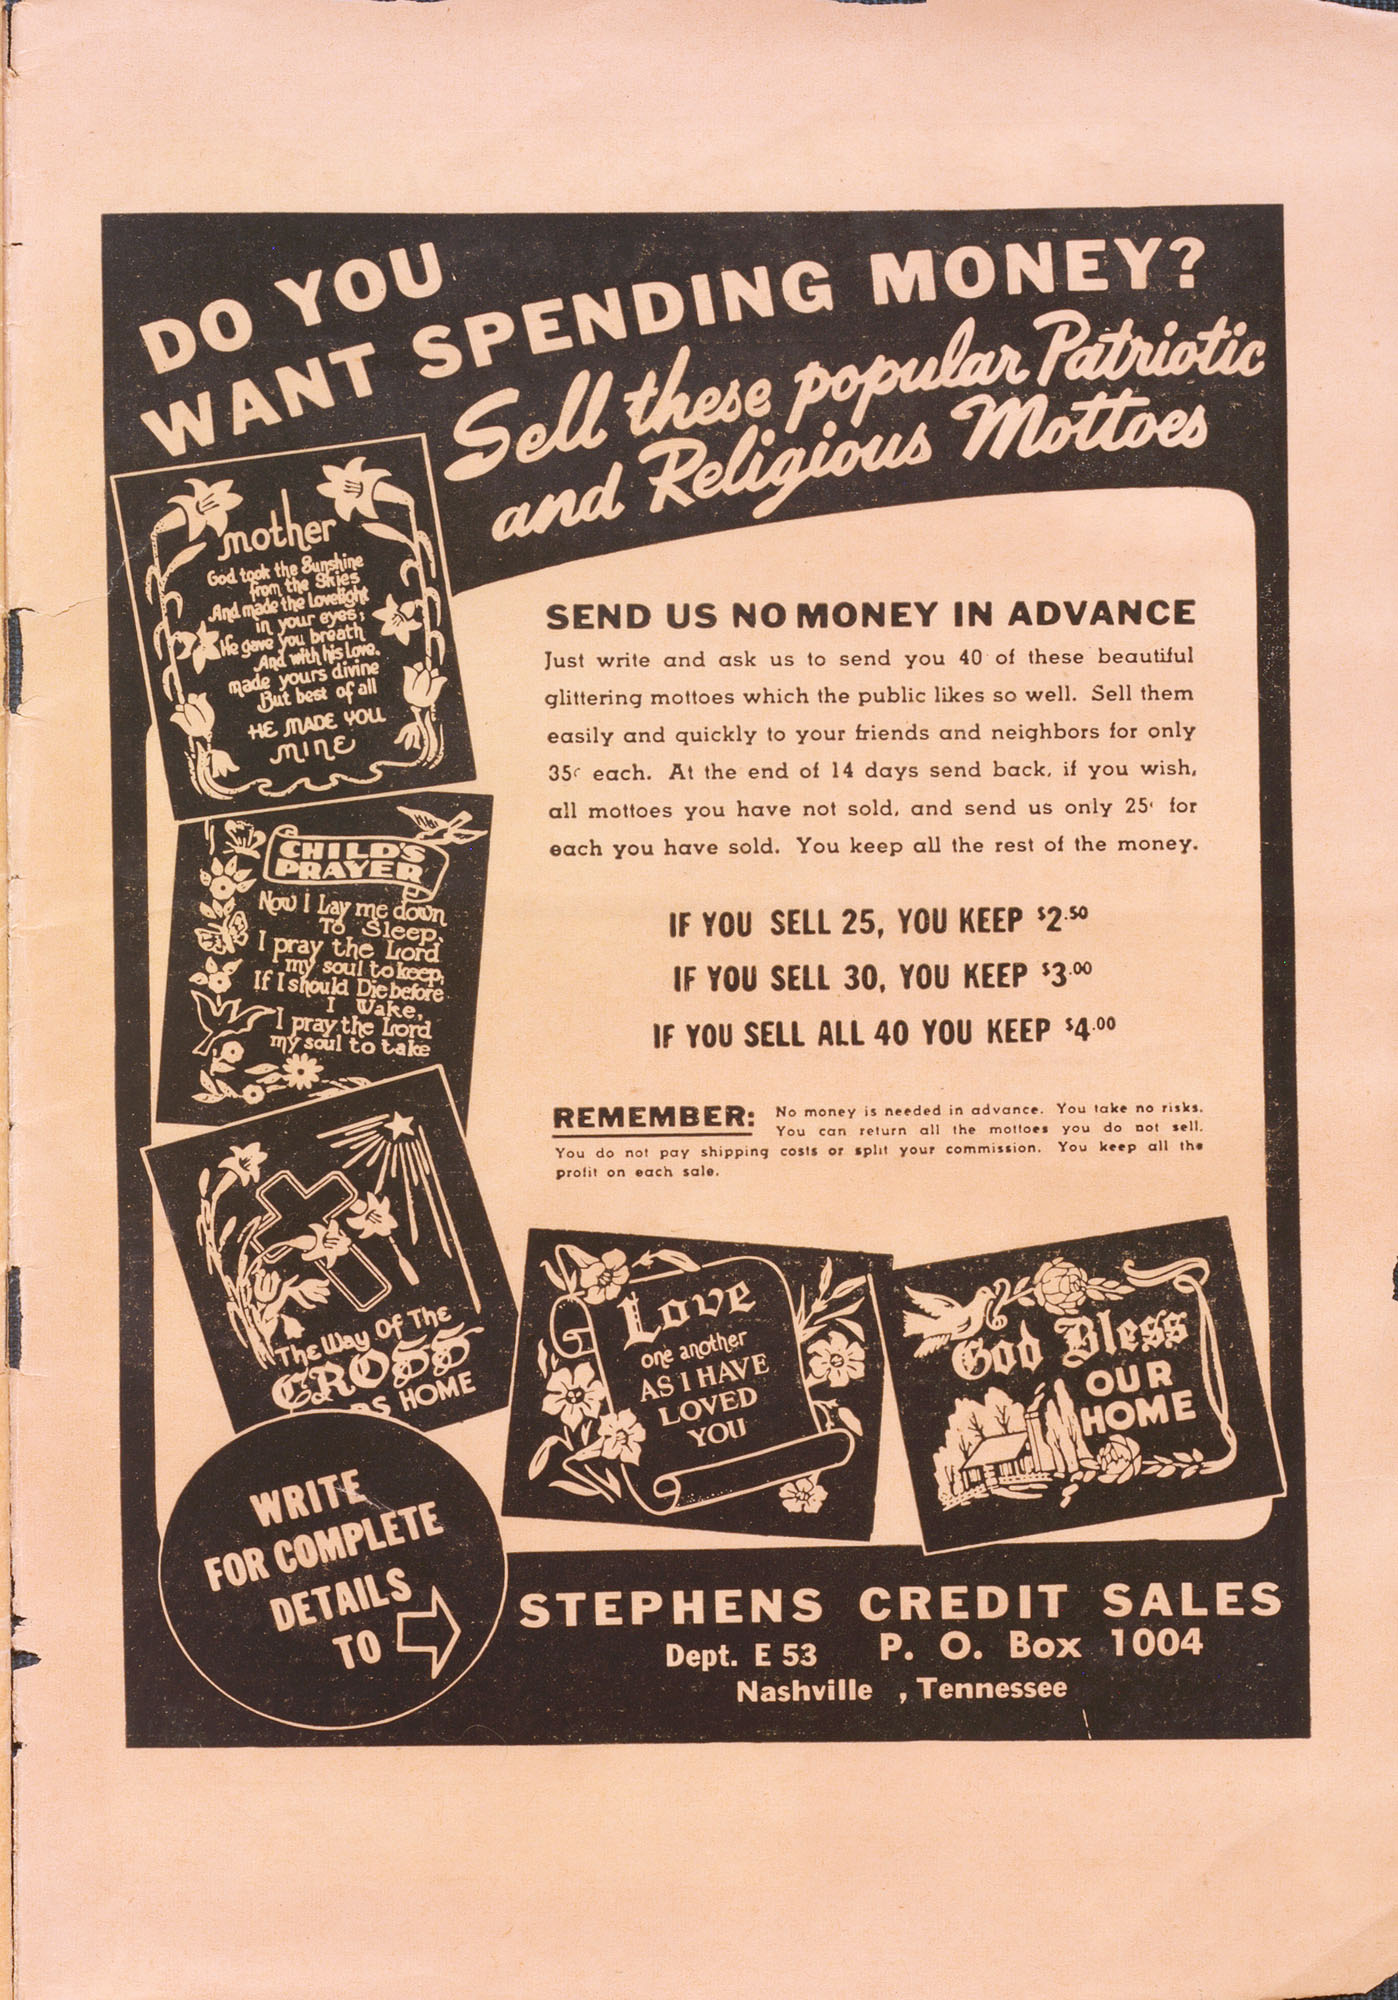 DO YOU
WANT SPENDING MONEY?
Sell these popular Patriotic
and Religious Mottoes
mother
God took the Sunshine
from the Skies
And made the Lovelight
in your eyes;
He gave you breath
And with his Love.
made yours divine
But best of all
HE MADE YOU
MINE
CHILD'S
PRAYER
Now I Lay me down
To Sleep,
I pray the Lord
my soul to keep,
If I should Die before
I Wake,
I pray the Lord
my soul to take
The Way Of The
CROSS
DS HOME
SEND US NO MONEY IN ADVANCE
Just write and ask us to send you 40 of these beautiful
glittering mottoes which the public likes so well. Sell them
easily and quickly to your friends and neighbors for only
35¢ each. At the end of 14 days send back, if you wish,
all mottoes you have not sold, and send us only 25¢ for
each you have sold. You keep all the rest of the money.
IF YOU SELL 25, YOU KEEP $2.50
IF YOU SELL 30, YOU KEEP $3.00
IF YOU SELL ALL 40 YOU KEEP $4.00
REMEMBER: No money is needed in advance. You take no risks.
You can return all the mottoes you do not sell.
You do not pay shipping costs or split your commission. You keep all the
profit on each sale.
Love
one another
AS I HAVE
LOVED
YOU
God Bless
OUR
HOME
WRITE
FOR COMPLETE
DETAILS
TO
STEPHENS CREDIT SALES
Dept. E 53 P. O. Box 1004
Nashville , Tennessee